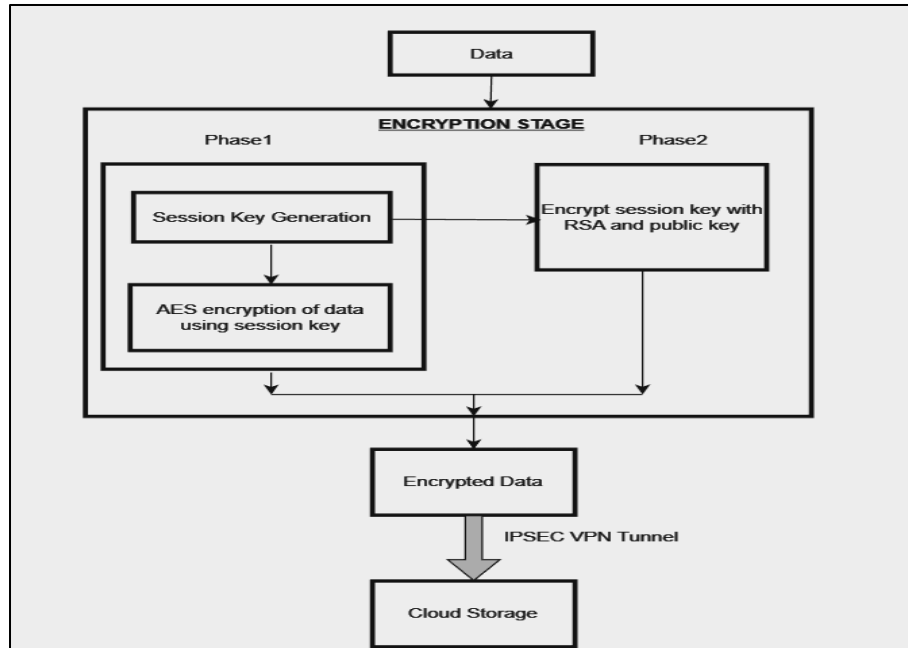 Data
ENCRYPTION STAGE
Phase1
Phase2
Session Key Generation
Encrypt session key with
RSA and public key
AES encryption of data
using session key
Encrypted Data
IPSEC VPN Tunnel
Cloud Storage